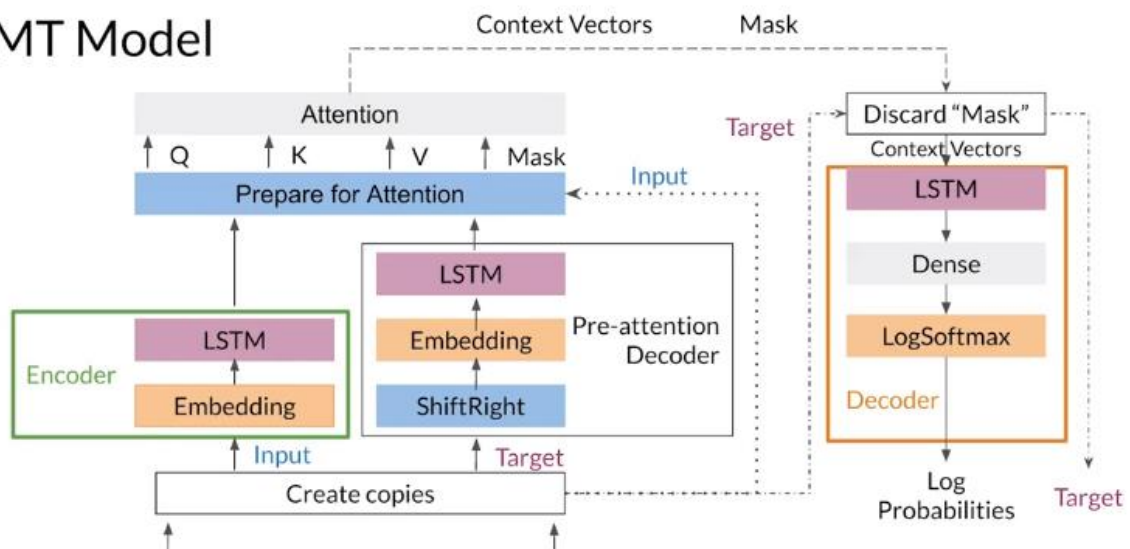 MT Model
Context Vectors Mask
Attention
Q K V Mask
Prepare for Attention
Input
Target
Discard “Mask”
Context Vectors
LSTM
Dense
LogSoftmax
Decoder
LSTM
Embedding
ShiftRight
Pre-attention
Decoder
Encoder
LSTM
Embedding
Input
Target
Create copies
Log
Probabilities
Target